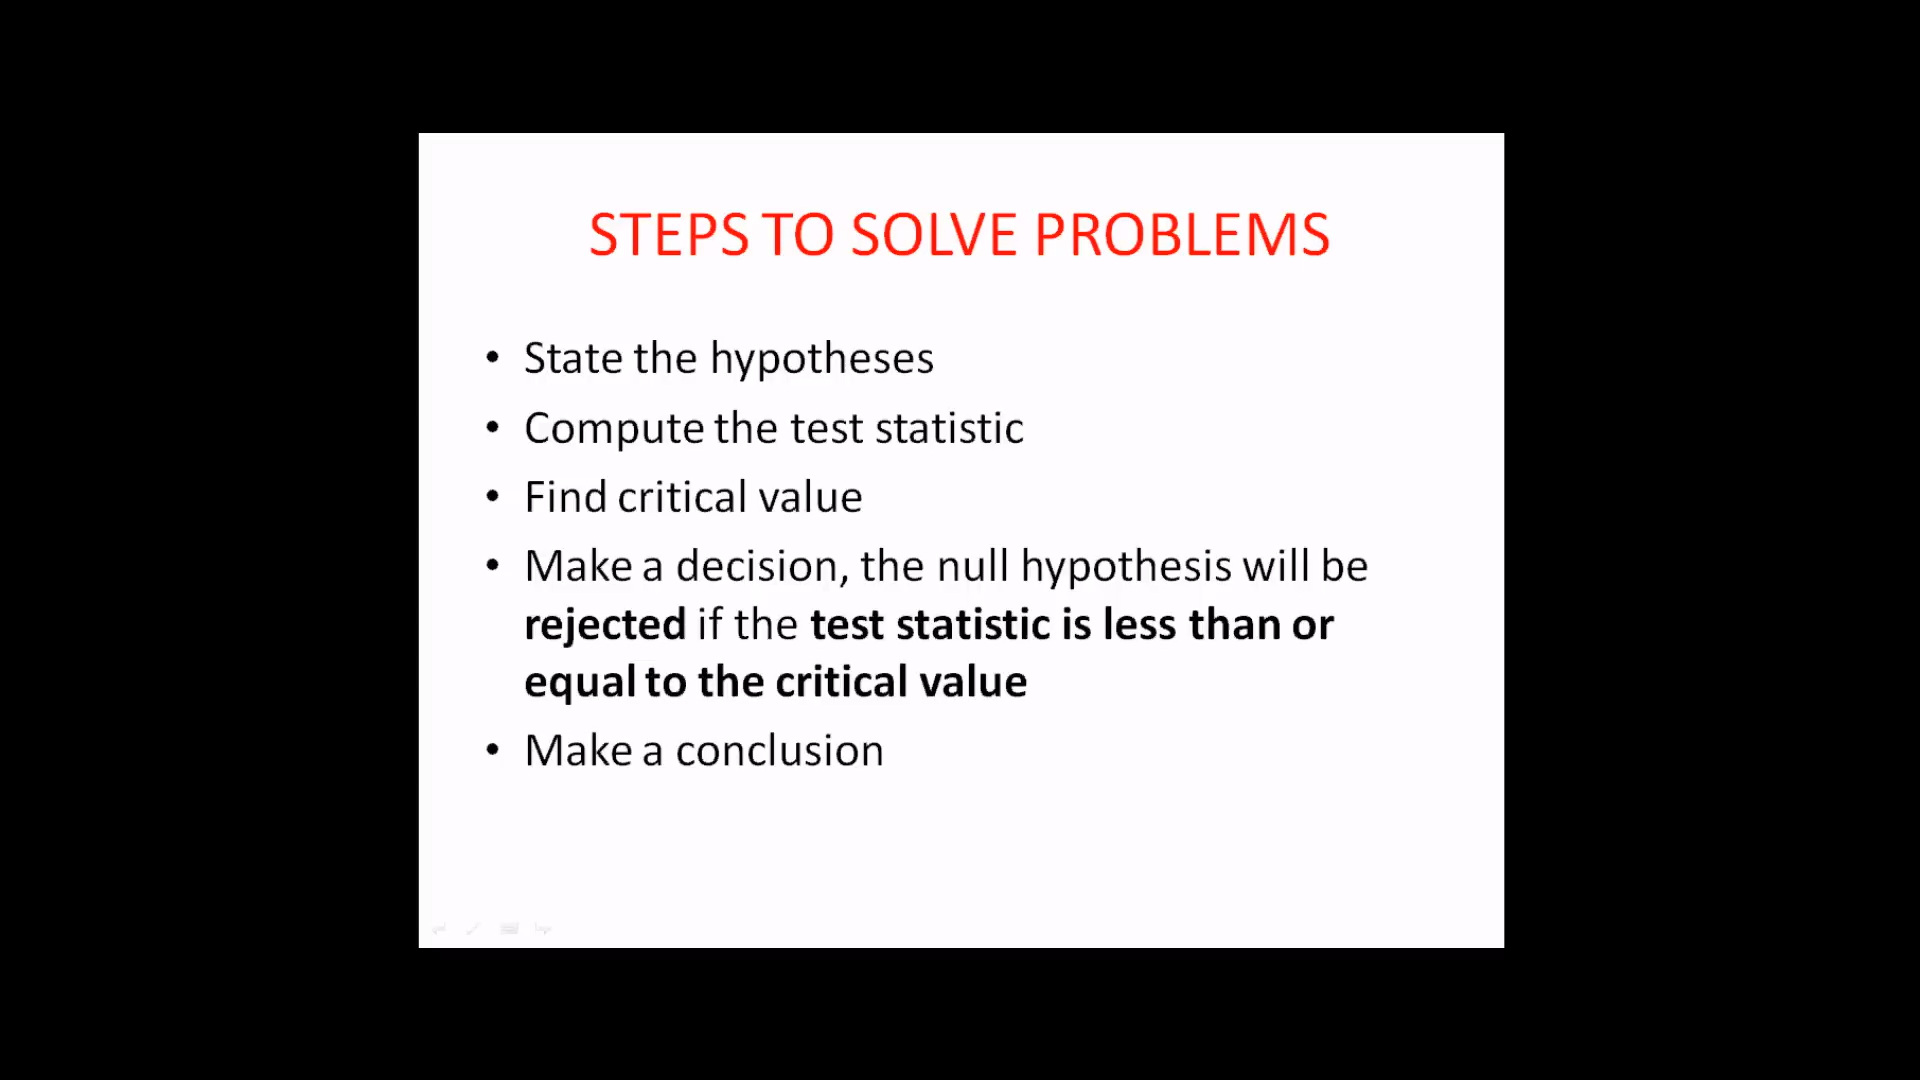 STEPS TO SOLVE PROBLEMS
• State the hypotheses
• Compute the test statistic
• Find critical value
• Make a decision, the null hypothesis will be
rejected if the test statistic is less than or
equal to the critical value
• Make a conclusion